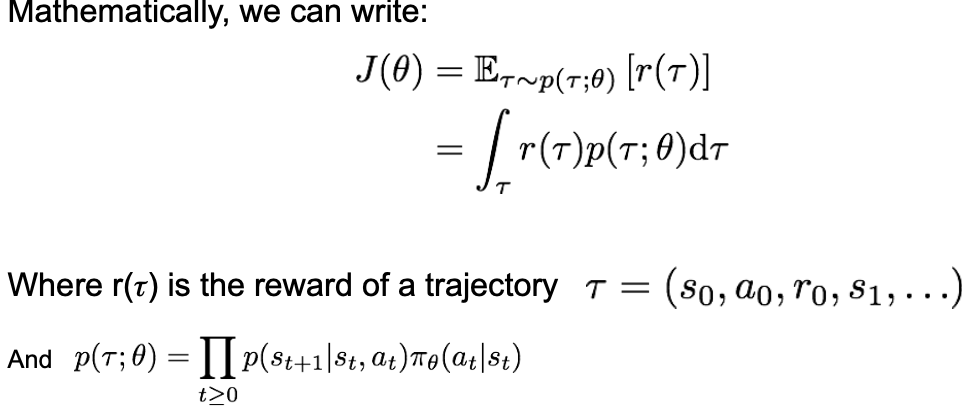 Mathematically, we can write:
J(θ) = 𝔼_{τ∼p(τ;θ)} [r(τ)]
= ∫_τ r(τ)p(τ; θ)dτ
Where r(τ) is the reward of a trajectory τ = (s₀, a₀, r₀, s₁, . . .)
And p(τ; θ) = ∏_{t≥0} p(s_{t+1}|s_t, a_t)π_θ(a_t|s_t)